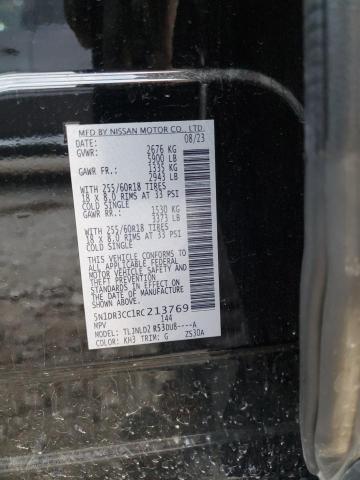 MFD BY NISSAN MOTOR CO., LTD.
DATE: 08/23
GVWR: 2676 KG
5900 LB
GAWR FR.: 1335 KG
2943 LB
WITH 255/60R18 TIRES
18 X 8.0 RIMS AT 33 PSI
COLD SINGLE
GAWR RR.: 1530 KG
3373 LB
WITH 255/60R18 TIRES
18 X 8.0 RIMS AT 33 PSI
COLD SINGLE
THIS VEHICLE CONFORMS TO ALL
APPLICABLE FEDERAL
MOTOR VEHICLE SAFETY
STANDARDS IN EFFECT
ON THE DATE OF
MANUFACTURE SHOWN
ABOVE.
5N1DR3CC1RC213769
MPV 144
MODEL: TLJNLD2 R53DU8----A
COLOR: KH3 TRIM: G ZS30A